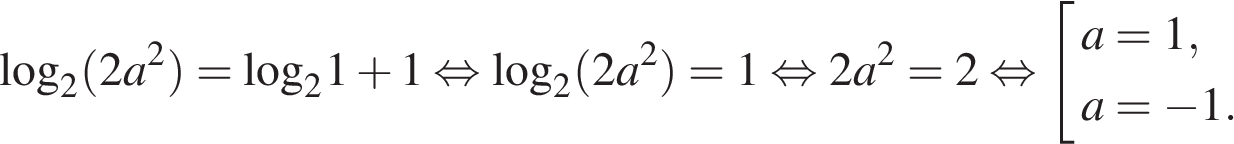 log₂(2a²) = log₂1 + 1 ⇔ log₂(2a²) = 1 ⇔ 2a² = 2 ⇔ [ a = 1,
a = −1.